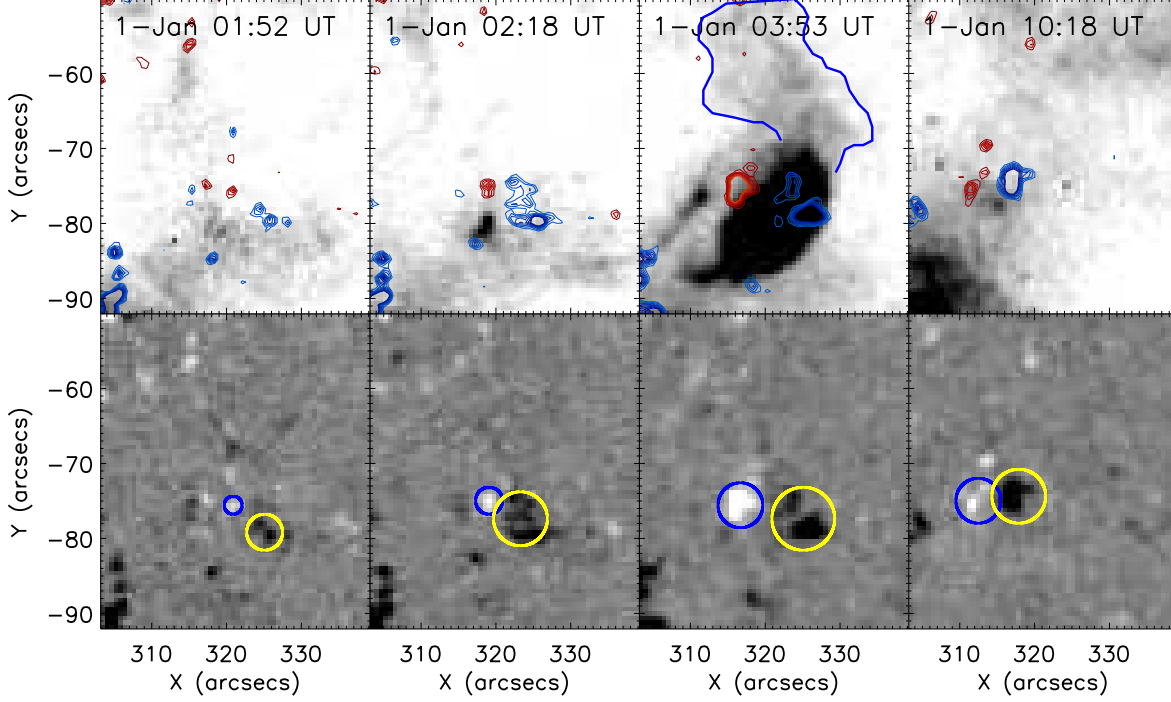 1-Jan 01:52 UT 1-Jan 02:18 UT 1-Jan 03:53 UT 1-Jan 10:18 UT
−60
−70
−80
−90
Y (arcsecs)
−60
−70
−80
−90
Y (arcsecs)
310 320 330 310 320 330 310 320 330 310 320 330
X (arcsecs) X (arcsecs) X (arcsecs) X (arcsecs)